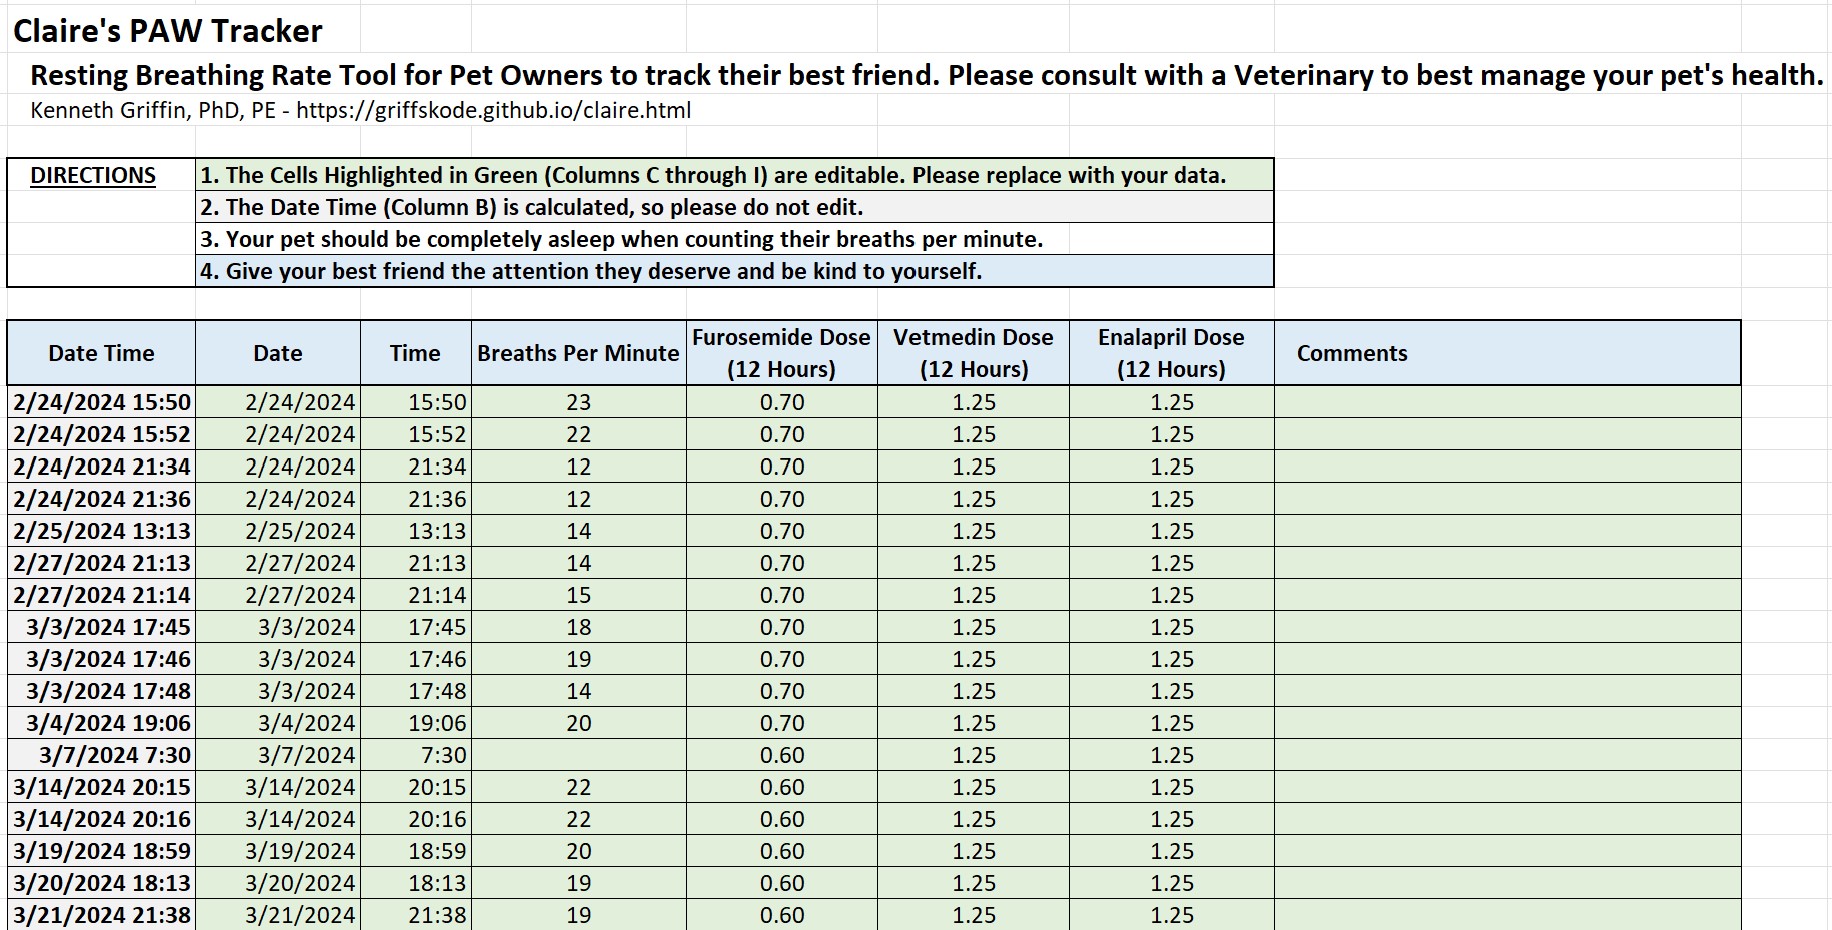 Claire's PAW Tracker
Resting Breathing Rate Tool for Pet Owners to track their best friend. Please consult with a Veterinary to best manage your pet's health.
Kenneth Griffin, PhD, PE - https://griffskode.github.io/claire.html
DIRECTIONS 1. The Cells Highlighted in Green (Columns C through I) are editable. Please replace with your data.
2. The Date Time (Column B) is calculated, so please do not edit.
3. Your pet should be completely asleep when counting their breaths per minute.
4. Give your best friend the attention they deserve and be kind to yourself.
Date Time Date Time Breaths Per Minute Furosemide Dose (12 Hours) Vetmedin Dose (12 Hours) Enalapril Dose (12 Hours) Comments
2/24/2024 15:50 2/24/2024 15:50 23 0.70 1.25 1.25
2/24/2024 15:52 2/24/2024 15:52 22 0.70 1.25 1.25
2/24/2024 21:34 2/24/2024 21:34 12 0.70 1.25 1.25
2/24/2024 21:36 2/24/2024 21:36 12 0.70 1.25 1.25
2/25/2024 13:13 2/25/2024 13:13 14 0.70 1.25 1.25
2/27/2024 21:13 2/27/2024 21:13 14 0.70 1.25 1.25
2/27/2024 21:14 2/27/2024 21:14 15 0.70 1.25 1.25
3/3/2024 17:45 3/3/2024 17:45 18 0.70 1.25 1.25
3/3/2024 17:46 3/3/2024 17:46 19 0.70 1.25 1.25
3/3/2024 17:48 3/3/2024 17:48 14 0.70 1.25 1.25
3/4/2024 19:06 3/4/2024 19:06 20 0.70 1.25 1.25
3/7/2024 7:30 3/7/2024 7:30 0.60 1.25 1.25
3/14/2024 20:15 3/14/2024 20:15 22 0.60 1.25 1.25
3/14/2024 20:16 3/14/2024 20:16 22 0.60 1.25 1.25
3/19/2024 18:59 3/19/2024 18:59 20 0.60 1.25 1.25
3/20/2024 18:13 3/20/2024 18:13 19 0.60 1.25 1.25
3/21/2024 21:38 3/21/2024 21:38 19 0.60 1.25 1.25